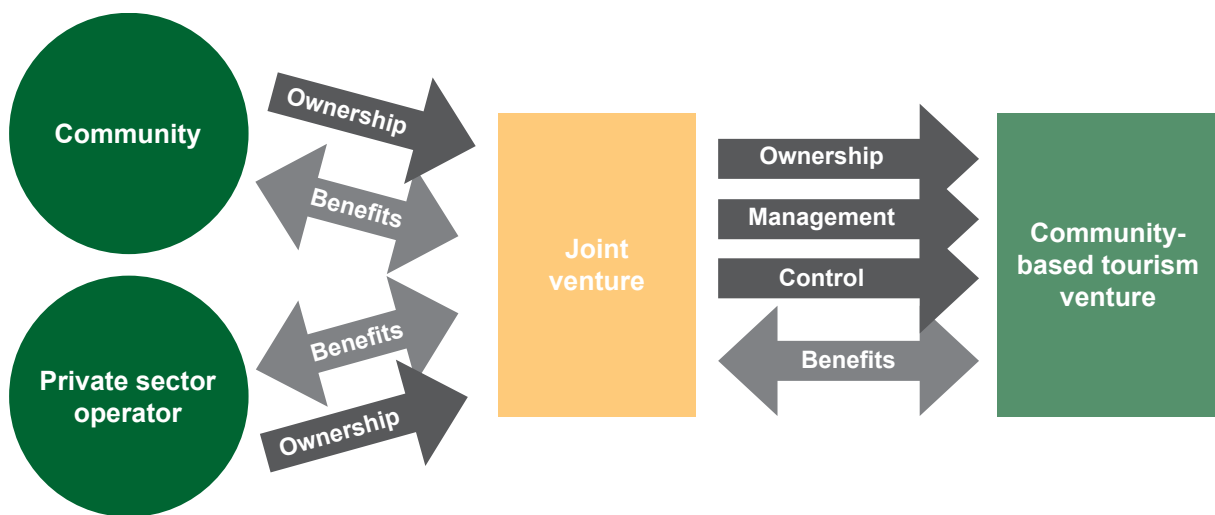 Community
Ownership
Benefits
Benefits
Private sector
operator
Ownership
Joint
venture
Ownership
Management
Control
Benefits
Community-
based tourism
venture